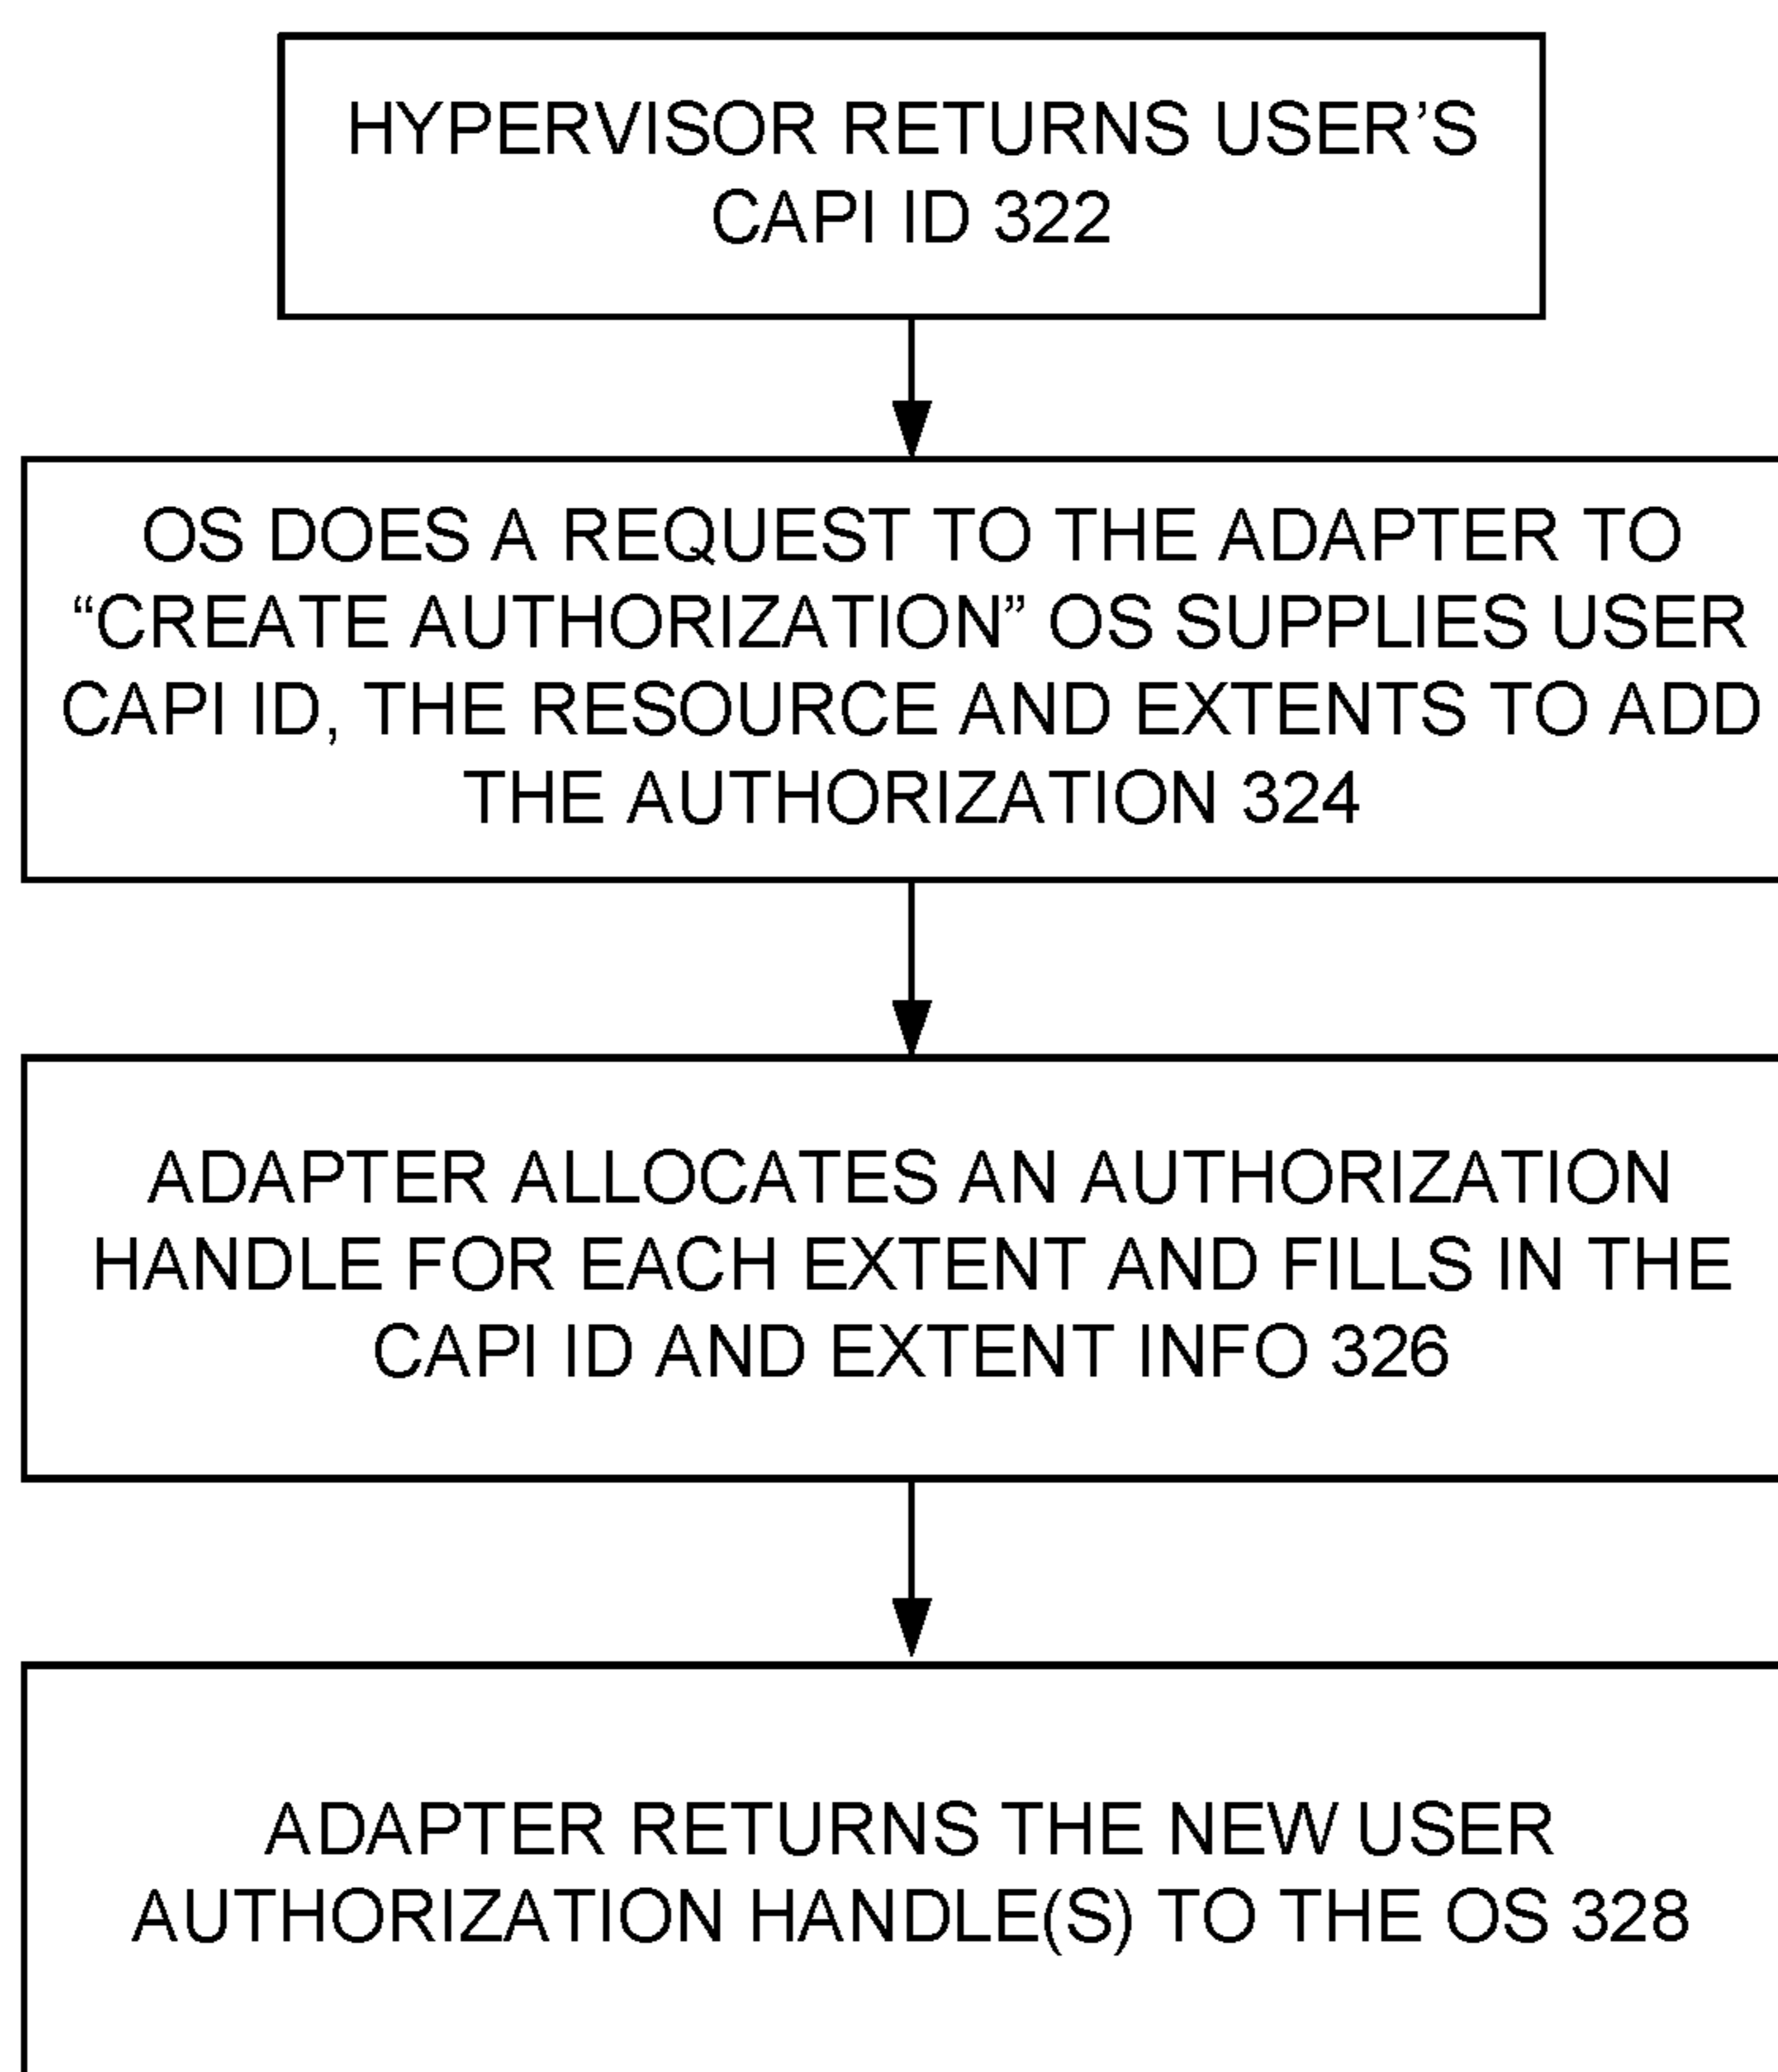 HYPERVISOR RETURNS USER’S
CAPI ID 322
OS DOES A REQUEST TO THE ADAPTER TO
“CREATE AUTHORIZATION” OS SUPPLIES USER
CAPI ID, THE RESOURCE AND EXTENTS TO ADD
THE AUTHORIZATION 324
ADAPTER ALLOCATES AN AUTHORIZATION
HANDLE FOR EACH EXTENT AND FILLS IN THE
CAPI ID AND EXTENT INFO 326
ADAPTER RETURNS THE NEW USER
AUTHORIZATION HANDLE(S) TO THE OS 328